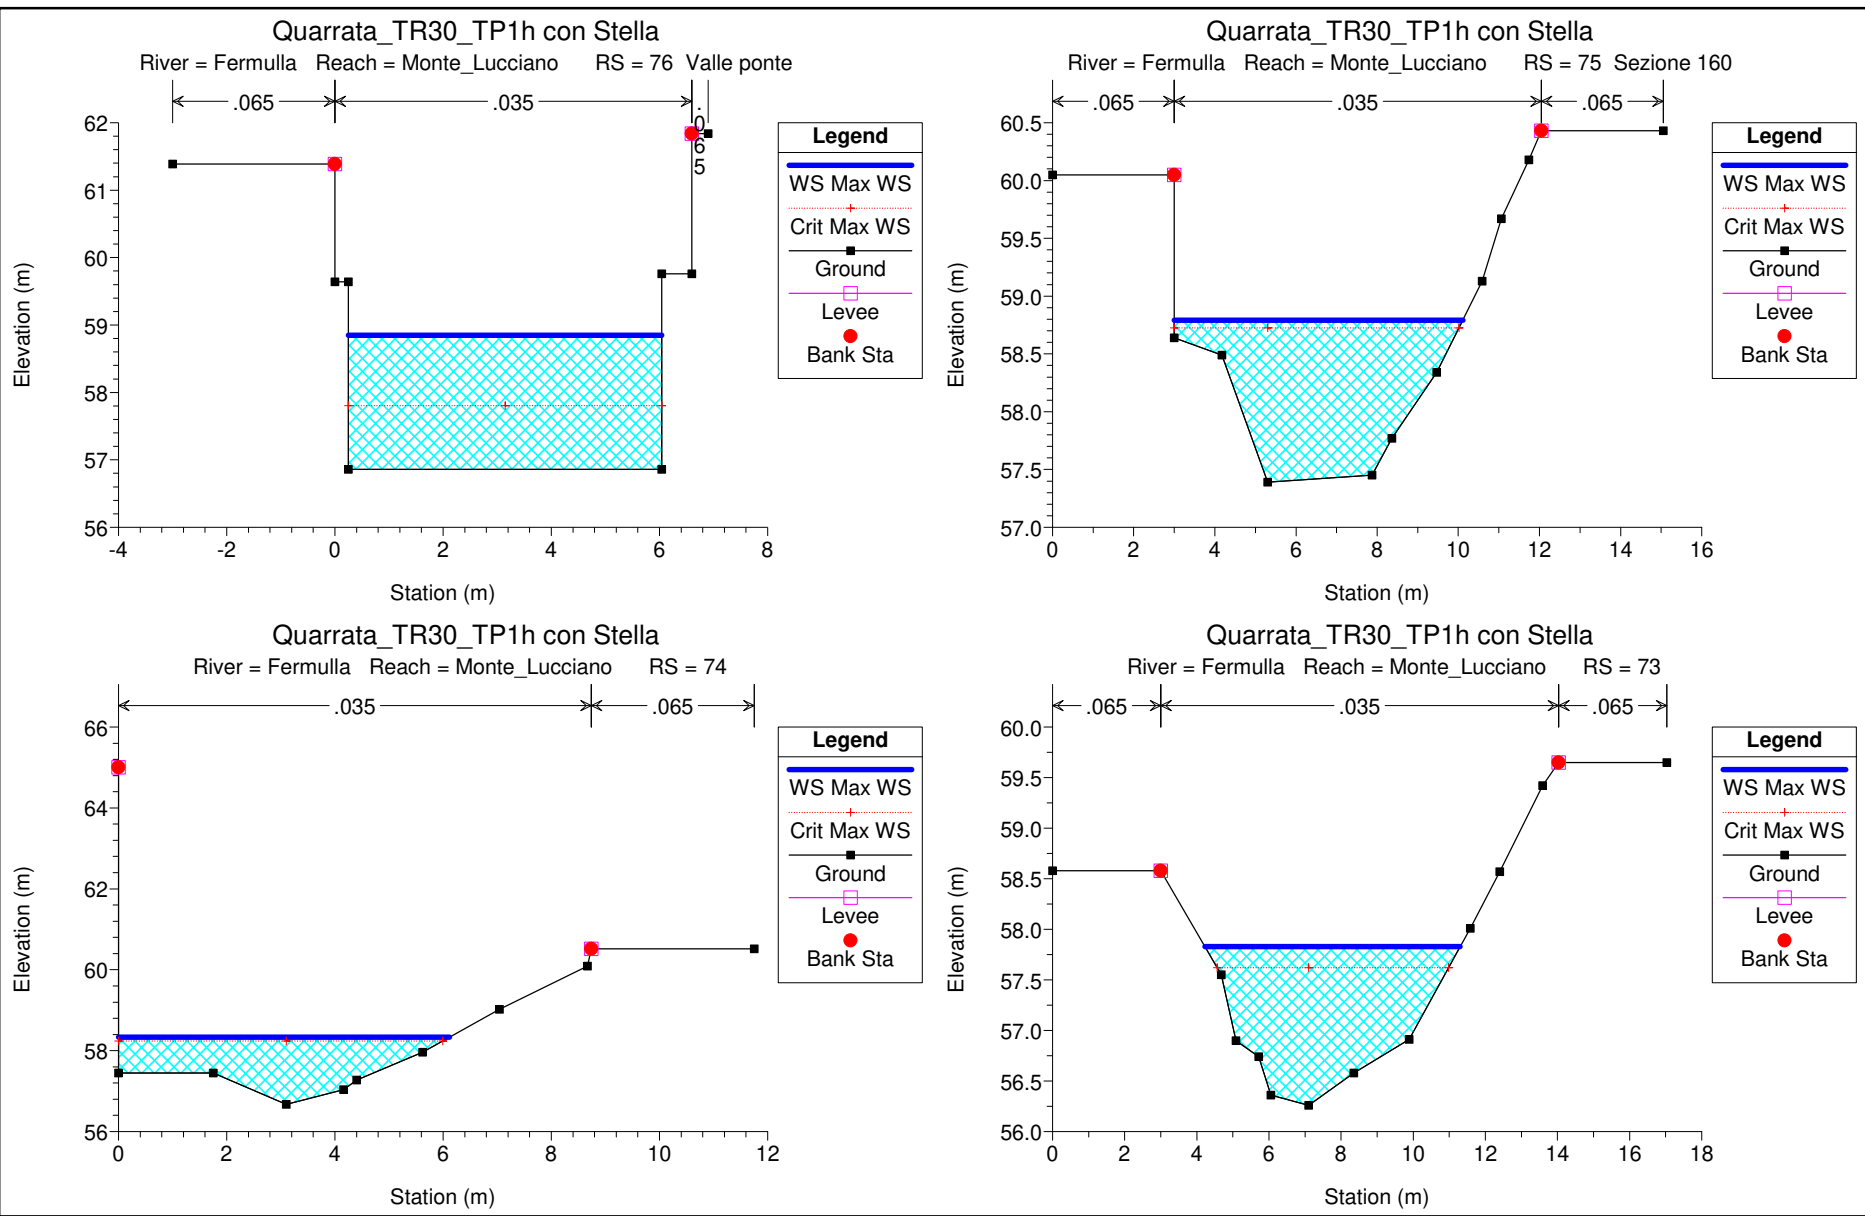 Quarrata_TR30_TP1h con Stella
River = Fermulla Reach = Monte_Lucciano RS = 76 Valle ponte
.065
.035
.065
62
61
60
59
58
57
56
-4
-2
0
2
4
6
8
Elevation (m)
Station (m)
Legend
WS Max WS
Crit Max WS
Ground
Levee
Bank Sta
Quarrata_TR30_TP1h con Stella
River = Fermulla Reach = Monte_Lucciano RS = 75 Sezione 160
.065
.035
.065
60.5
60.0
59.5
59.0
58.5
58.0
57.5
57.0
0
2
4
6
8
10
12
14
16
Elevation (m)
Station (m)
Legend
WS Max WS
Crit Max WS
Ground
Levee
Bank Sta
Quarrata_TR30_TP1h con Stella
River = Fermulla Reach = Monte_Lucciano RS = 74
.035
.065
66
64
62
60
58
56
0
2
4
6
8
10
12
Elevation (m)
Station (m)
Legend
WS Max WS
Crit Max WS
Ground
Levee
Bank Sta
Quarrata_TR30_TP1h con Stella
River = Fermulla Reach = Monte_Lucciano RS = 73
.065
.035
.065
60.0
59.5
59.0
58.5
58.0
57.5
57.0
56.5
56.0
0
2
4
6
8
10
12
14
16
18
Elevation (m)
Station (m)
Legend
WS Max WS
Crit Max WS
Ground
Levee
Bank Sta